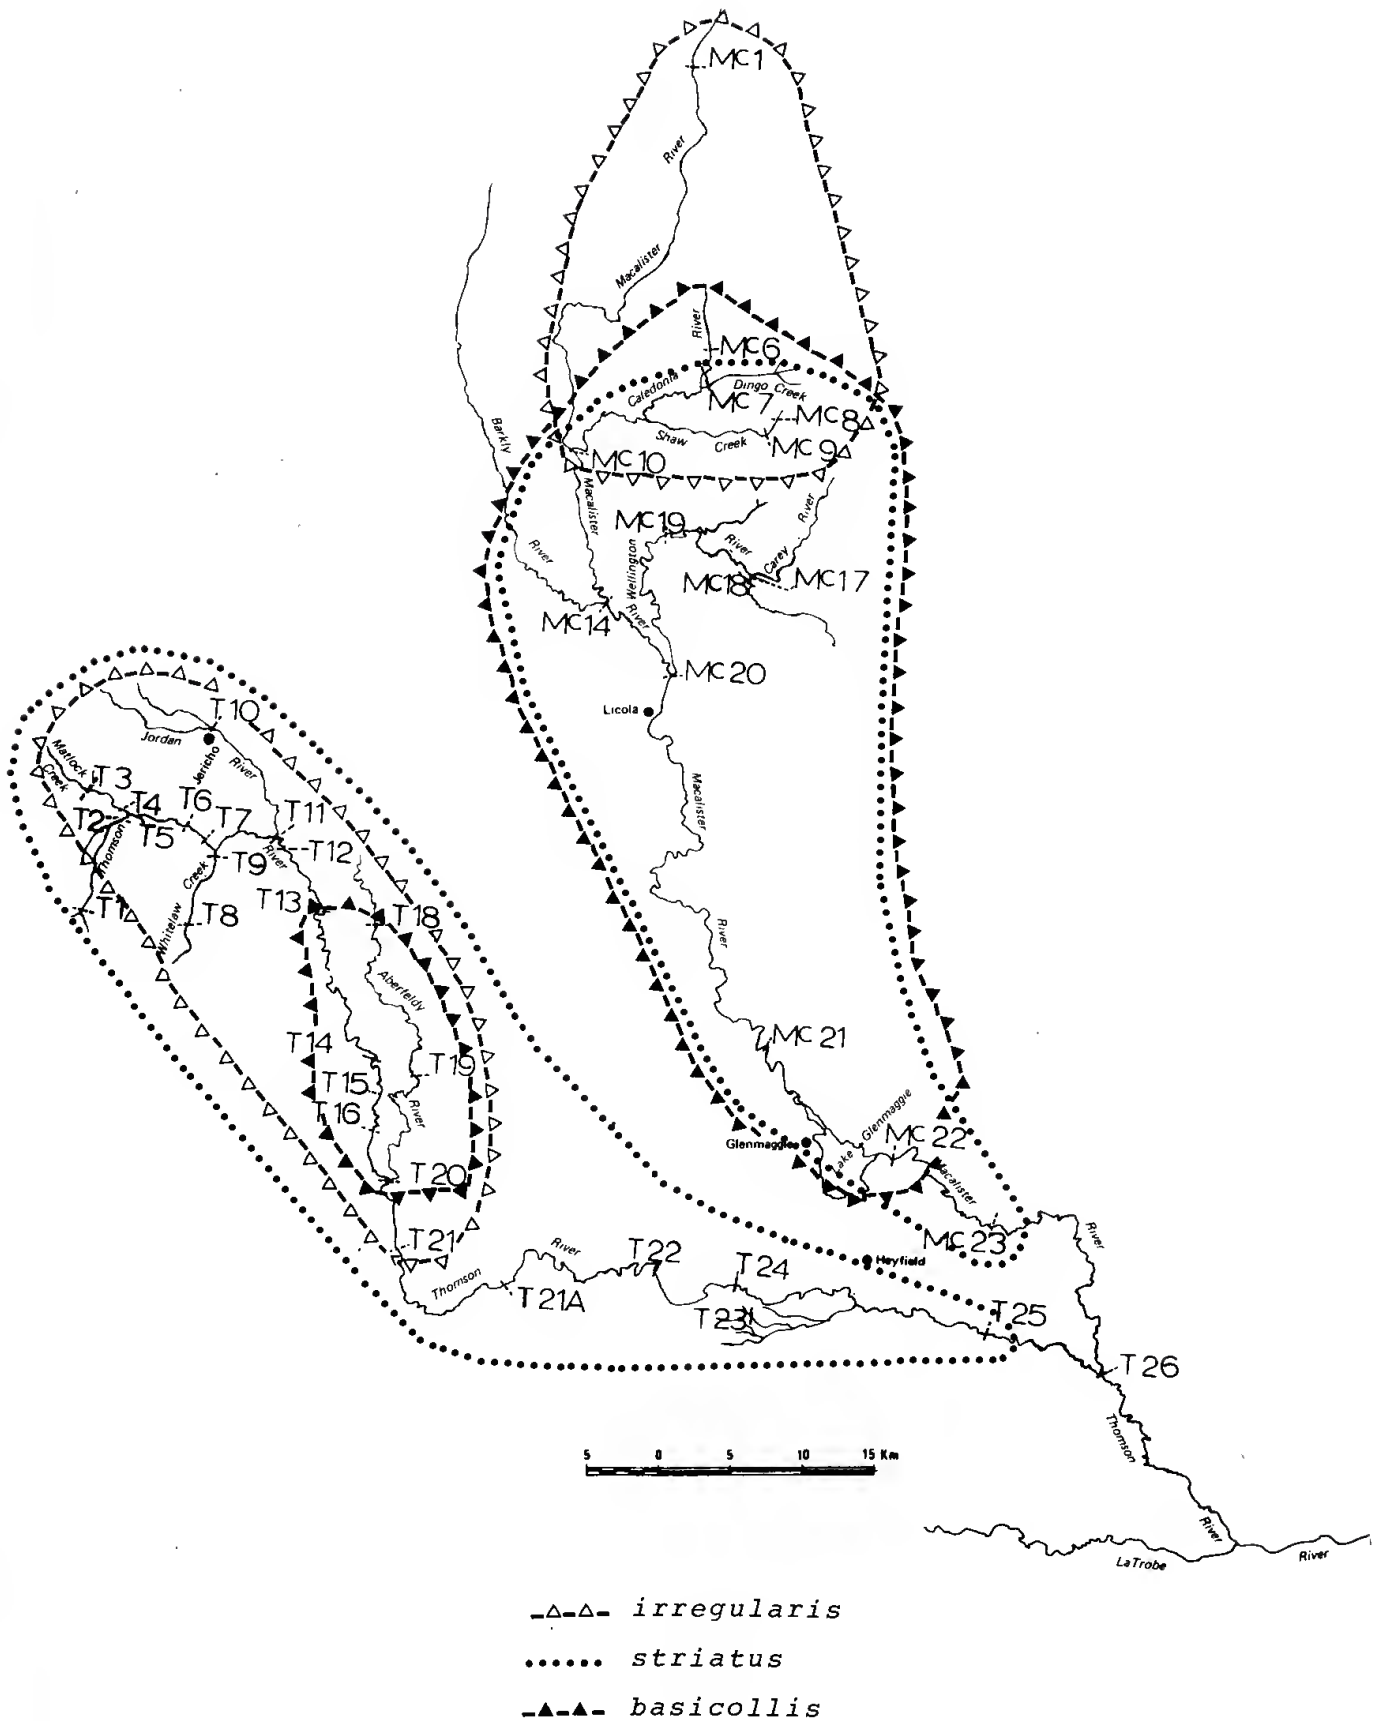 MC1
River
Macalister
River
MC6
Caledonia
Dingo Creek
MC7
MC8
Shaw Creek
MC9
Barkly
MC10
Macalister
MC19
River
River
Carey
River
Wellington
MC18
MC17
MC14
River
MC20
Licola
T10
Jordan
Matlock
Creek
Jericho
River
T3
T4
T6
T7
T11
T2
T5
Thomson
T9
River
T12
Macalister
Creek
T13
T1
Whitelaw
T8
T18
River
Aberfeldy
T14
T19
MC21
T15
T16
River
Glenmaggie
Lake Glenmaggie
MC22
T20
Macalister
T21
River
T22
MC23
River
Heyfield
Thomson
T21A
T24
T23
T25
T26
Thomson
5 0 5 10 15 Km
River
LaTrobe
River
irregularis
striatus
basicollis